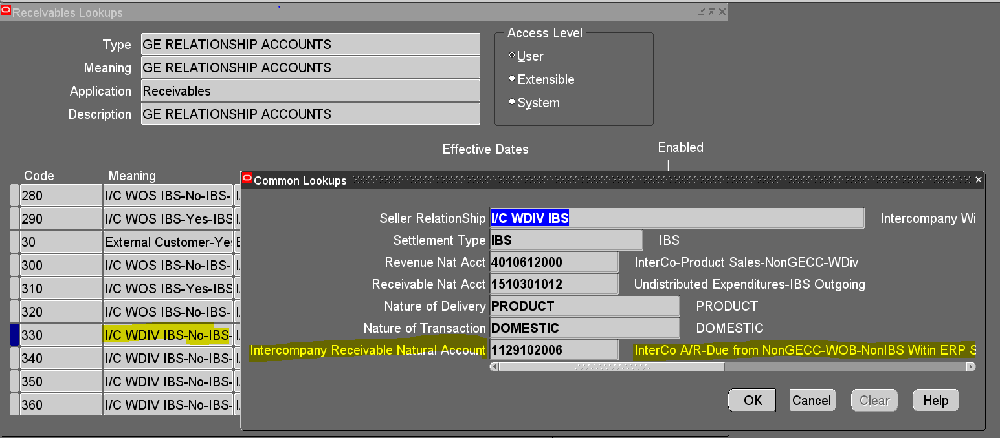 Receivables Lookups
Type GE RELATIONSHIP ACCOUNTS
Meaning GE RELATIONSHIP ACCOUNTS
Application Receivables
Description GE RELATIONSHIP ACCOUNTS
Access Level
User
Extensible
System
Effective Dates
Enabled
Code Meaning
280 I/C WOS IBS-No-IBS-
290 I/C WOS IBS-Yes-IBS
30 External Customer-Yes
300 I/C WOS IBS-No-IBS-
310 I/C WOS IBS-Yes-IBS
320 I/C WOS IBS-No-IBS-
330 I/C WDIV IBS-No-IBS-
340 I/C WDIV IBS-No-IBS-
350 I/C WDIV IBS-No-IBS-
360 I/C WDIV IBS-No-IBS-
Common Lookups
Seller RelationShip I/C WDIV IBS Intercompany Wi
Settlement Type IBS IBS
Revenue Nat Acct 4010612000 InterCo-Product Sales-NonGECC-WDiv
Receivable Nat Acct 1510301012 Undistributed Expenditures-IBS Outgoing
Nature of Delivery PRODUCT PRODUCT
Nature of Transaction DOMESTIC DOMESTIC
Intercompany Receivable Natural Account 1129102006 InterCo A/R-Due from NonGECC-WOB-NonIBS Witin ERP S
OK Cancel Clear Help